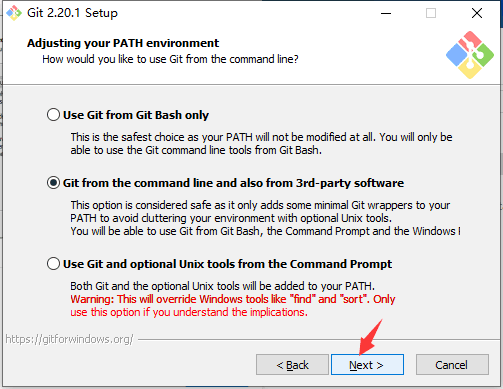 Git 2.20.1 Setup
Adjusting your PATH environment
How would you like to use Git from the command line?
Use Git from Git Bash only
This is the safest choice as your PATH will not be modified at all. You will only be
able to use the Git command line tools from Git Bash.
Git from the command line and also from 3rd-party software
This option is considered safe as it only adds some minimal Git wrappers to your
PATH to avoid cluttering your environment with optional Unix tools.
You will be able to use Git from Git Bash, the Command Prompt and the Windows
Use Git and optional Unix tools from the Command Prompt
Both Git and the optional Unix tools will be added to your PATH.
Warning: This will override Windows tools like "find" and "sort". Only
use this option if you understand the implications.
https://gitforwindows.org/
< Back
Next >
Cancel